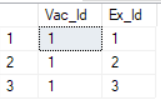 Vac_Id Ex_Id
1 1 1
2 1 2
3 1 3